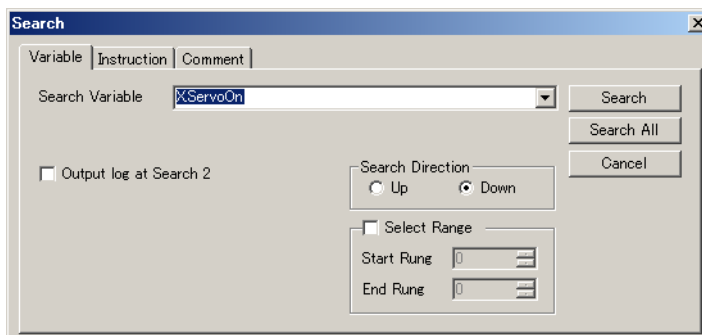 Search
Variable Instruction Comment
Search Variable XServoOn Search
Search All
Cancel
Output log at Search 2
Search Direction
Up Down
Select Range
Start Rung 0
End Rung 0